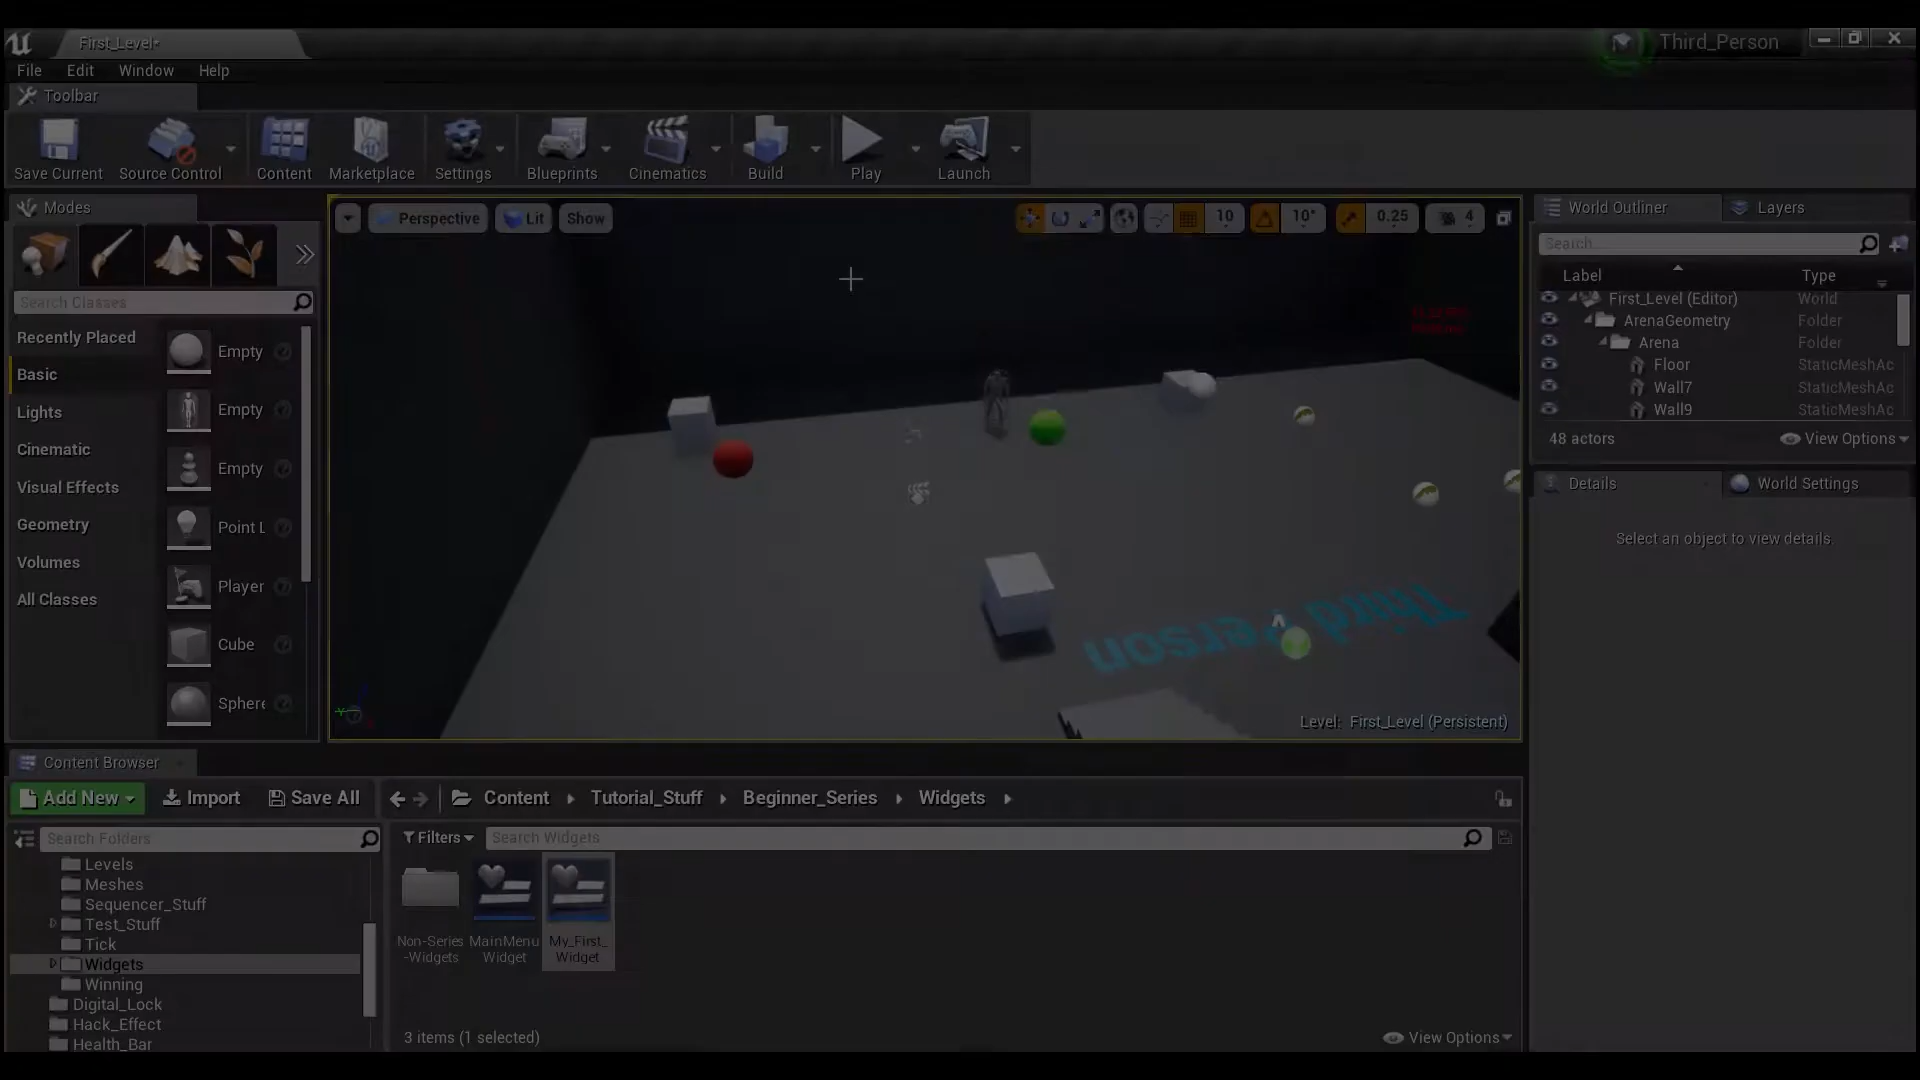 First_Level*
Third_Person
File Edit Window Help
Toolbar
Save Current Source Control Content Marketplace Settings Blueprints Cinematics Build Play Launch
Modes
Perspective Lit Show 10 10° 0.25 4
World Outliner Layers
Search...
Label Type
Search Classes
Recently Placed
Basic
Lights
Cinematic
Visual Effects
Geometry
Volumes
All Classes
Empty
Empty
Empty
Point L
Player
Cube
Sphere
First_Level (Editor) World
ArenaGeometry Folder
Arena Folder
Floor StaticMeshAc
Wall7 StaticMeshAc
Wall9 StaticMeshAc
48 actors View Options
Details World Settings
Select an object to view details.
Third Person
Level: First_Level (Persistent)
Content Browser
Add New Import Save All Content Tutorial_Stuff Beginner_Series Widgets
Search Folders
Filters Search Widgets
Levels
Meshes
Sequencer_Stuff
Test_Stuff
Tick
Widgets
Winning
Digital_Lock
Hack_Effect
Health_Bar
Non-Series
-Widgets
MainMenu
Widget
My_First_
Widget
3 items (1 selected) View Options